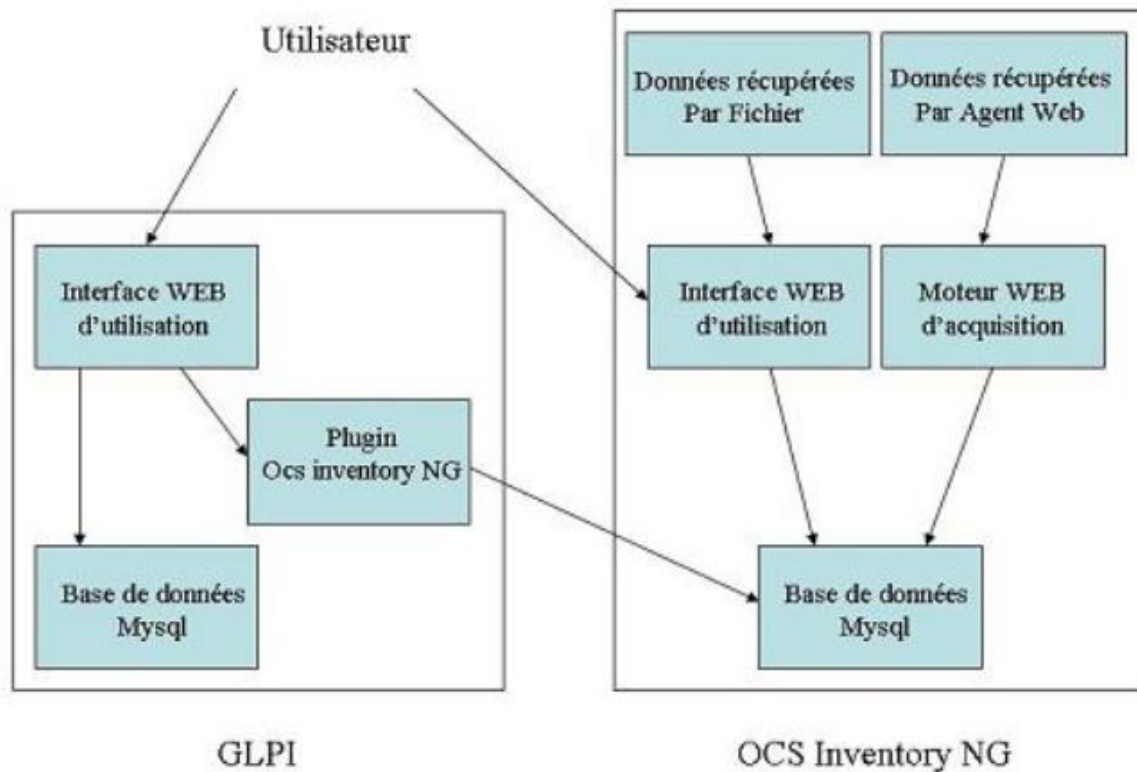 Utilisateur
Données récupérées
Par Fichier
Données récupérées
Par Agent Web
Interface WEB
d'utilisation
Interface WEB
d'utilisation
Moteur WEB
d'acquisition
Plugin
Ocs inventory NG
Base de données
Mysql
Base de données
Mysql
GLPI
OCS Inventory NG